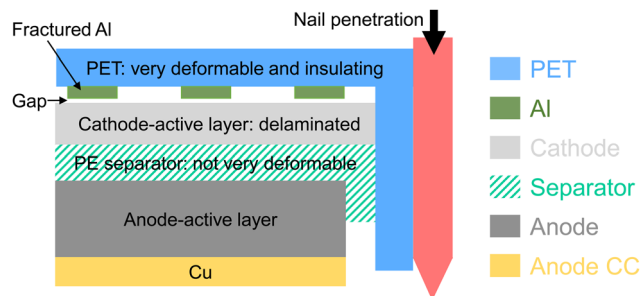 Nail penetration
Fractured Al
PET: very deformable and insulating
Gap
Cathode-active layer: delaminated
PE separator: not very deformable
Anode-active layer
Cu
PET
Al
Cathode
Separator
Anode
Anode CC